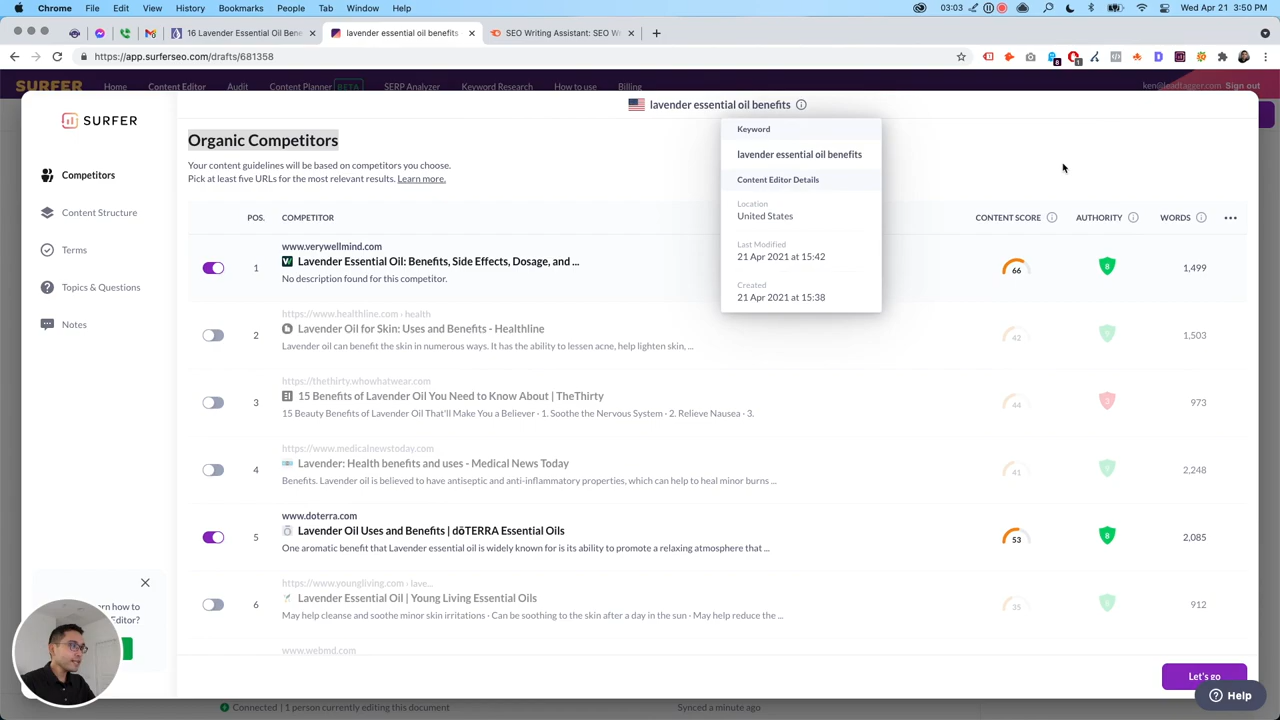 Chrome File Edit View History Bookmarks People Tab Window Help
03:03
Wed Apr 21 3:50 PM
16 Lavender Essential Oil Bene
lavender essential oil benefits
SEO Writing Assistant: SEO W
https://app.surferseo.com/drafts/681358
8
1
SURFER Home Content Editor Audit Content Planner BETA SERP Analyzer Keyword Research How to use Billing
Sign out
SURFER
lavender essential oil benefits
Organic Competitors
Keyword
Your content guidelines will be based on competitors you choose.
Pick at least five URLs for the most relevant results. Learn more.
lavender essential oil benefits
Content Editor Details
Location
United States
Last Modified
21 Apr 2021 at 15:42
Created
21 Apr 2021 at 15:38
Competitors
Content Structure
Terms
Topics & Questions
Notes
POS. COMPETITOR CONTENT SCORE AUTHORITY WORDS
www.verywellmind.com
1 Lavender Essential Oil: Benefits, Side Effects, Dosage, and ... 66 8 1,499
No description found for this competitor.
https://www.healthline.com › health
2 Lavender Oil for Skin: Uses and Benefits - Healthline 42 1,503
Lavender oil can benefit the skin in numerous ways. It has the ability to lessen acne, help lighten skin, ...
https://thethirty.whowhatwear.com
3 15 Benefits of Lavender Oil You Need to Know About | TheThirty 44 973
15 Beauty Benefits of Lavender Oil That'll Make You a Believer · 1. Soothe the Nervous System · 2. Relieve Nausea · 3.
https://www.medicalnewstoday.com
4 Lavender: Health benefits and uses - Medical News Today 41 2,248
Benefits. Lavender oil is believed to have antiseptic and anti-inflammatory properties, which can help to heal minor burns ...
www.doterra.com
5 Lavender Oil Uses and Benefits | dōTERRA Essential Oils 53 8 2,085
One aromatic benefit that Lavender essential oil is widely known for is its ability to promote a relaxing atmosphere that ...
https://www.youngliving.com › lave...
6 Lavender Essential Oil | Young Living Essential Oils 35 912
May help cleanse and soothe minor skin irritations · Can be soothing to the skin after a day in the sun · May help reduce the ...
www.webmd.com
how to
Editor?
Let's go
Help
Connected | 1 person currently editing this document
Synced a minute ago